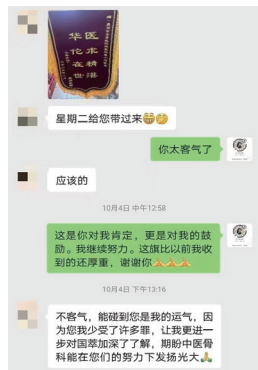 医术精湛
华佗在世
星期二给您带过来
你太客气了
应该的
10月4日 中午12:58
这是你对我肯定，更是对我的鼓
励。我继续努力。这旗比以前我收
到的还厚重，谢谢你
10月4日 下午13:16
不客气，能碰到您是我的运气，因
为您我少受了许多罪，让我更进一
步对国萃加深了了解，期盼中医骨
科能在您们的努力下发扬光大